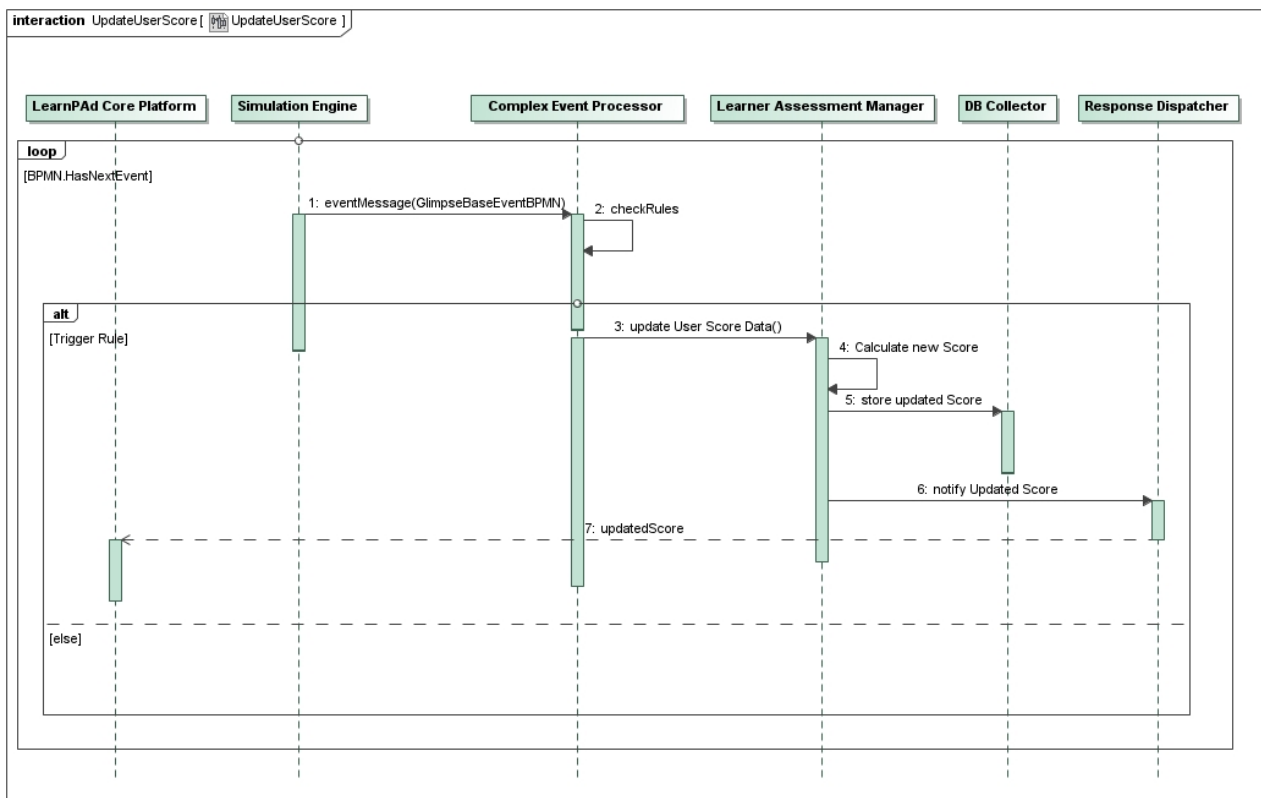 interaction UpdateUserScore [ UpdateUserScore ]
LearnPAd Core Platform
Simulation Engine
Complex Event Processor
Learner Assessment Manager
DB Collector
Response Dispatcher
loop
[BPMN.HasNextEvent]
1: eventMessage(GlimpseBaseEventBPMN)
2: checkRules
alt
[Trigger Rule]
3: update User Score Data()
4: Calculate new Score
5: store updated Score
6: notify Updated Score
7: updatedScore
[else]